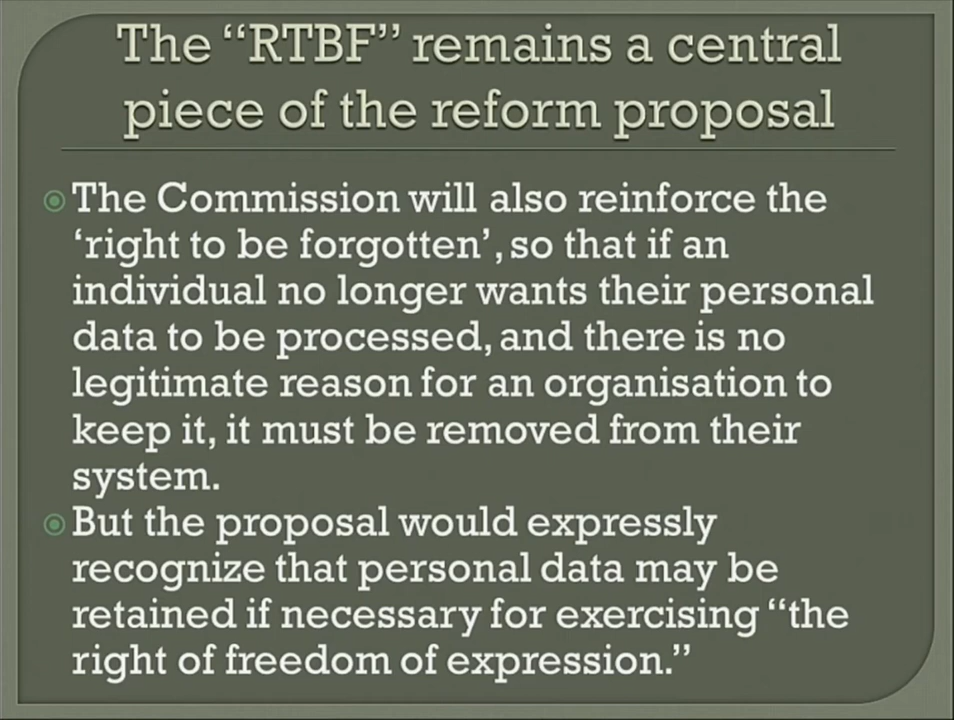 The “RTBF” remains a central
piece of the reform proposal
The Commission will also reinforce the
‘right to be forgotten’, so that if an
individual no longer wants their personal
data to be processed, and there is no
legitimate reason for an organisation to
keep it, it must be removed from their
system.
But the proposal would expressly
recognize that personal data may be
retained if necessary for exercising “the
right of freedom of expression.”